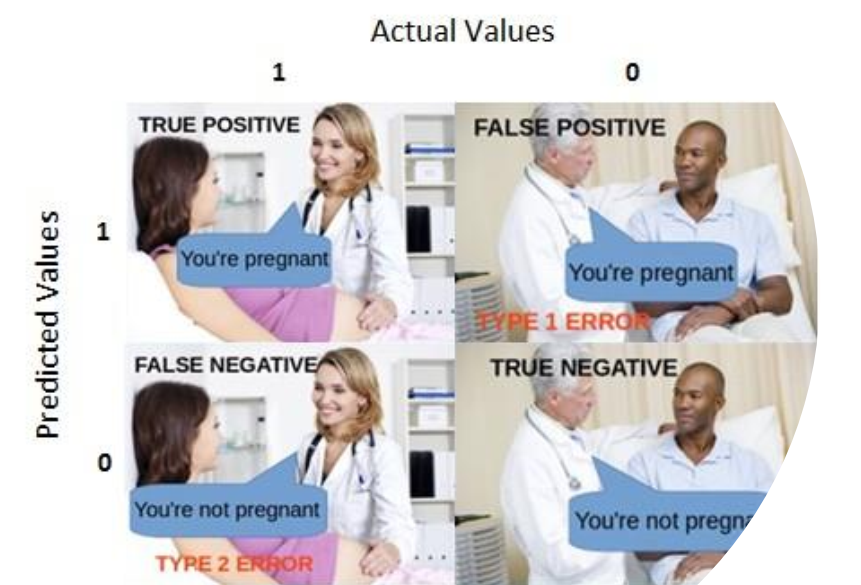 Actual Values
1 0
TRUE POSITIVE FALSE POSITIVE
Predicted Values
1
You're pregnant You're pregnant
TYPE 1 ERROR
FALSE NEGATIVE TRUE NEGATIVE
0
You're not pregnant You're not
TYPE 2 ERROR